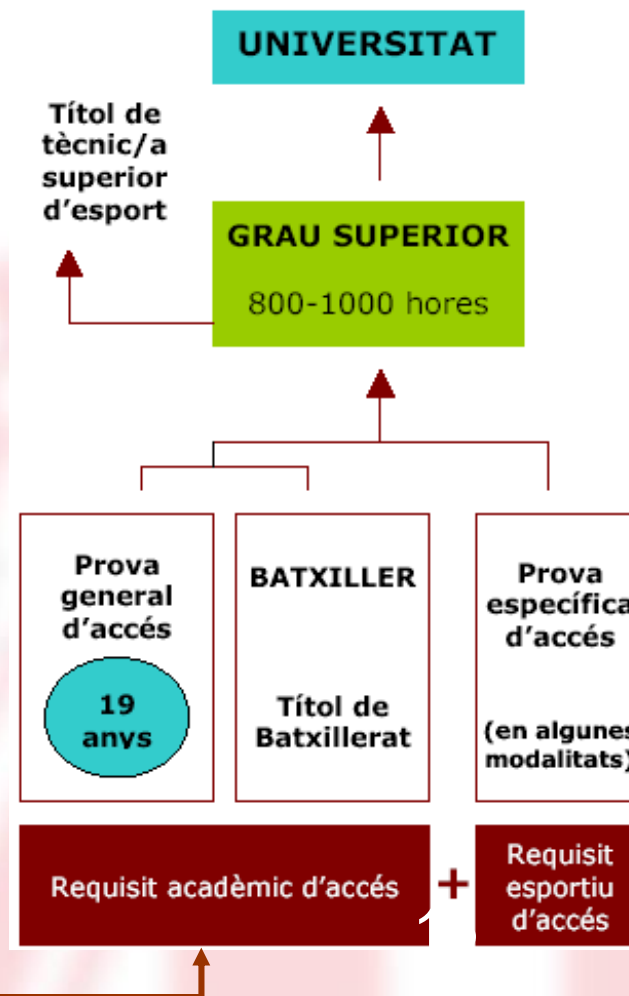 UNIVERSITAT
Títol de
tècnic/a
superior
d'esport
GRAU SUPERIOR
800-1000 hores
Prova
general
d'accés
19
anys
BATXILLER
Títol de
Batxillerat
Prova
específica
d'accés
(en algunes
modalitats)
Requisit acadèmic d'accés
+
Requisit
esportiu
d'accés